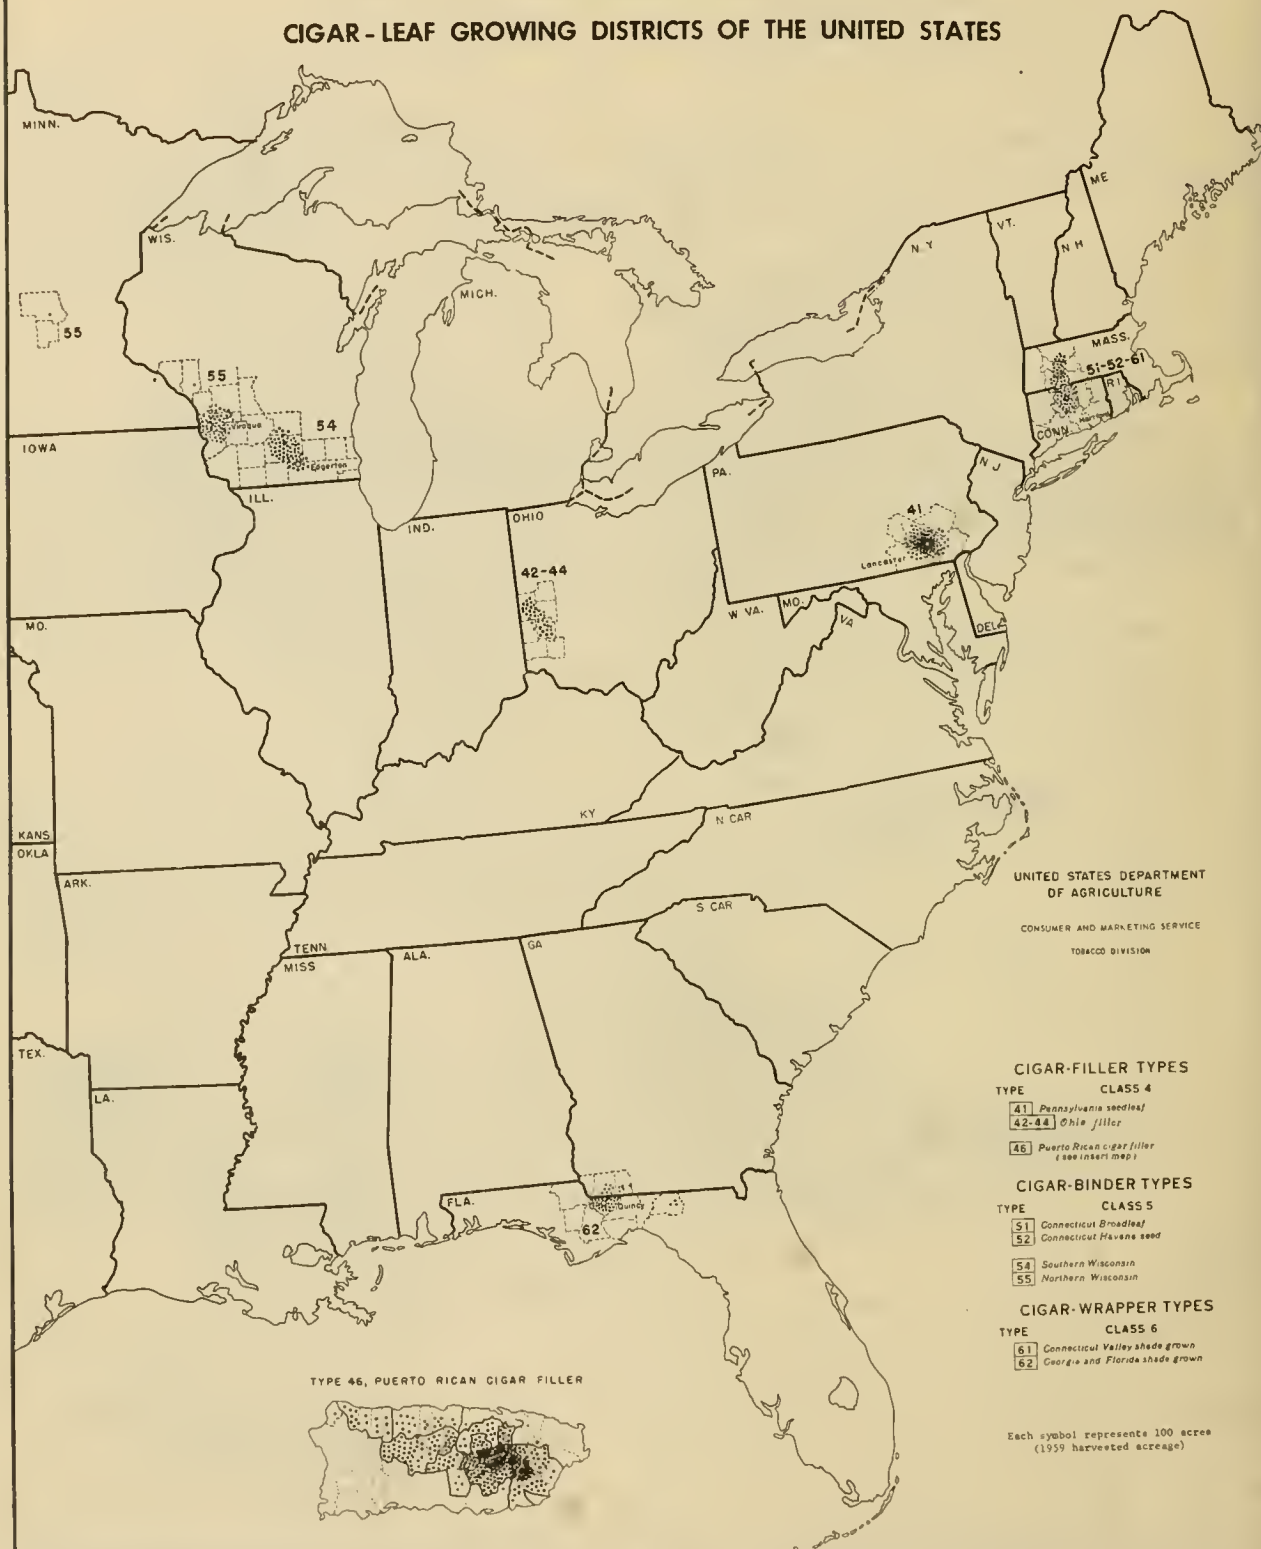 CIGAR-LEAF GROWING DISTRICTS OF THE UNITED STATES
MINN.
WIS.
MICH.
N.Y
VT.
N H
ME
55
MASS.
51-52-61
R I
CONN.
55
Viroqua
54
Edgerton
IOWA
ILL.
IND.
OHIO
PA.
N J
41
Lancaster
42-44
MO.
W VA.
MD.
VA
DEL
KY
N CAR
KANS
OKLA
ARK.
S CAR
TENN
MISS
ALA.
GA
UNITED STATES DEPARTMENT
OF AGRICULTURE
CONSUMER AND MARKETING SERVICE
TOBACCO DIVISION
TEX.
LA.
FLA.
Quincy
62
CIGAR-FILLER TYPES
TYPE CLASS 4
41 Pennsylvania seedleaf
42-44 Ohio filler
46 Puerto Rican cigar filler
(see insert map)
CIGAR-BINDER TYPES
TYPE CLASS 5
51 Connecticut Broadleaf
52 Connecticut Havana seed
54 Southern Wisconsin
55 Northern Wisconsin
CIGAR-WRAPPER TYPES
TYPE CLASS 6
61 Connecticut Valley shade grown
62 Georgia and Florida shade grown
TYPE 46, PUERTO RICAN CIGAR FILLER
Each symbol represents 100 acres
(1959 harvested acreage)